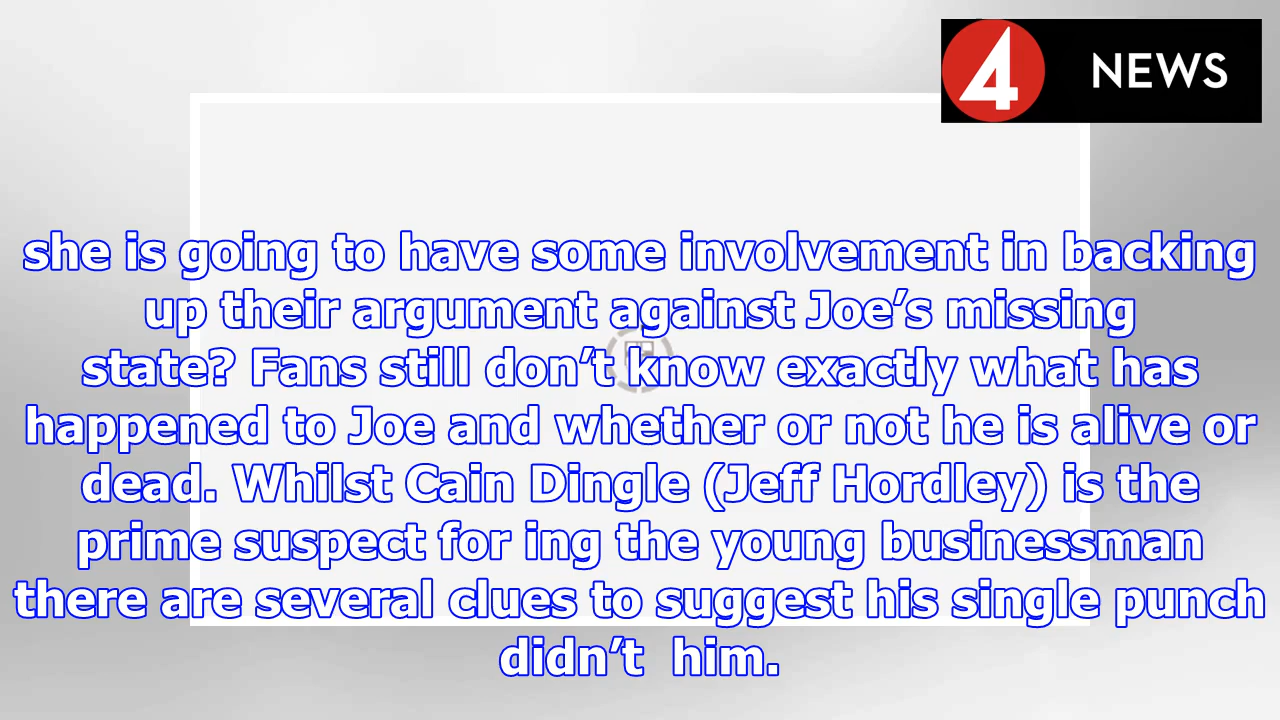 4 NEWS
she is going to have some involvement in backing
up their argument against Joe’s missing
state? Fans still don’t know exactly what has
happened to Joe and whether or not he is alive or
dead. Whilst Cain Dingle (Jeff Hordley) is the
prime suspect for ing the young businessman
there are several clues to suggest his single punch
didn’t  him.